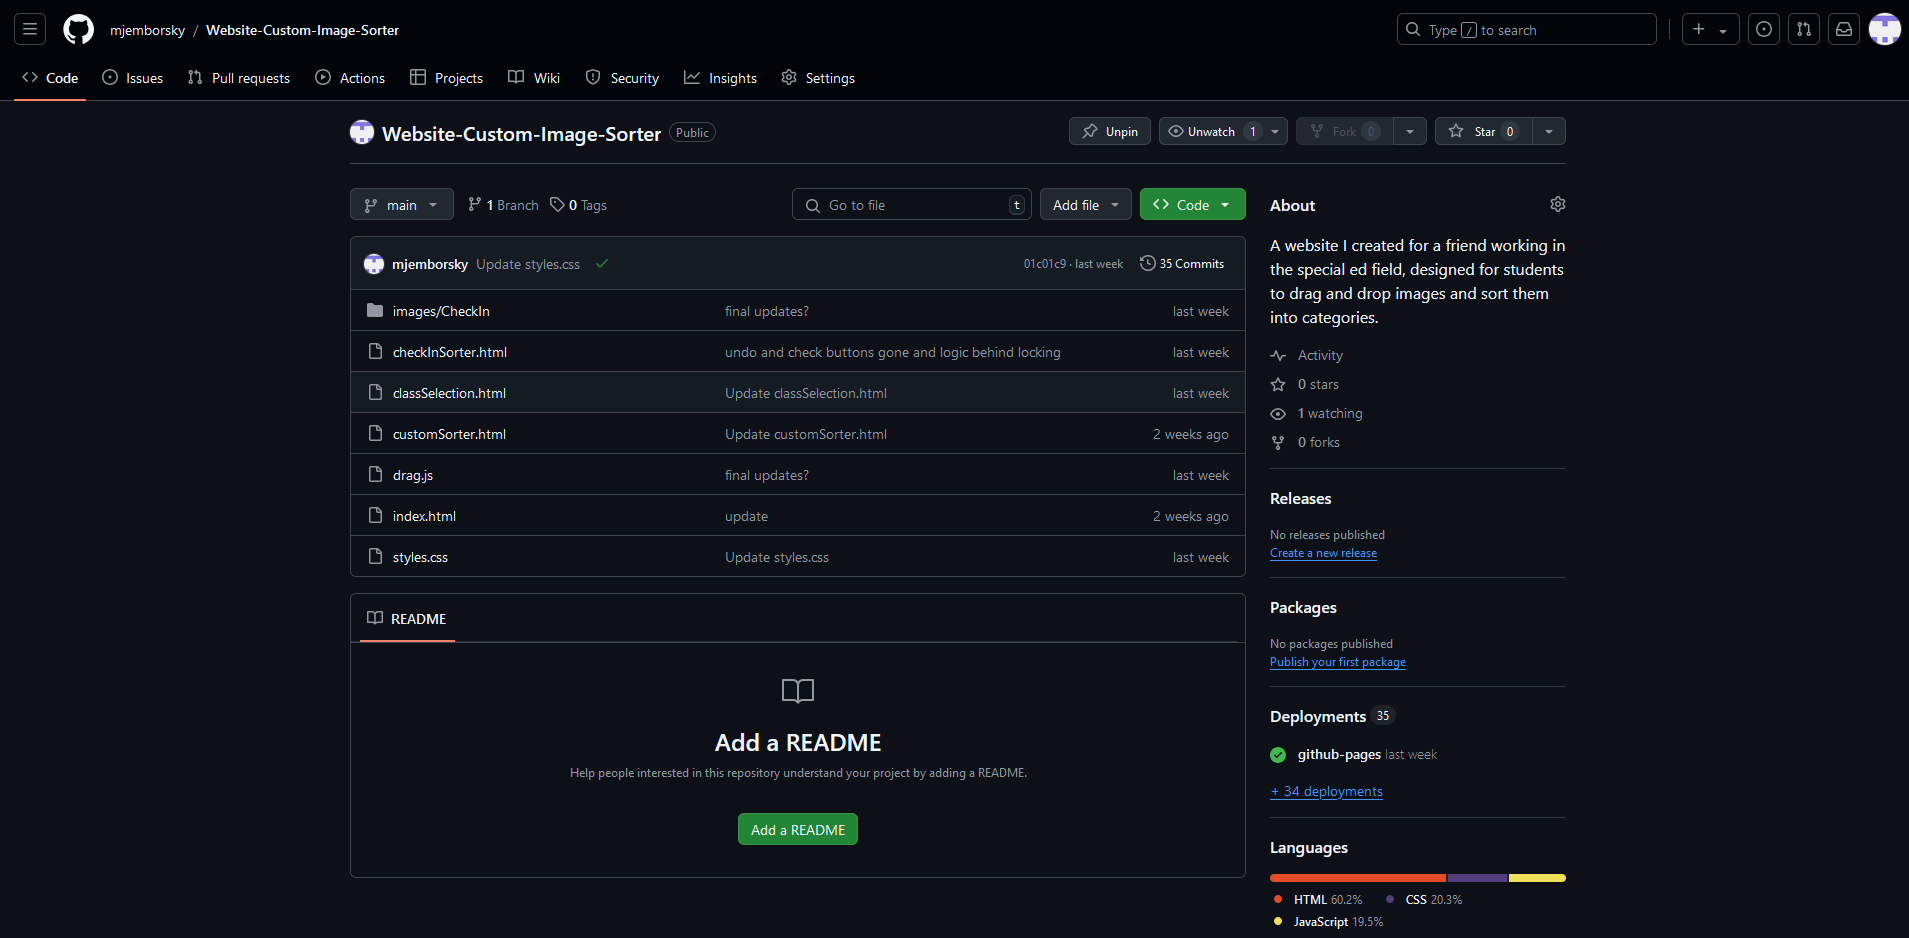 mjemborsky / Website-Custom-Image-Sorter
Type / to search
Code Issues Pull requests Actions Projects Wiki Security Insights Settings
Website-Custom-Image-Sorter Public
Unpin Unwatch 1 Fork 0 Star 0
main 1 Branch 0 Tags
Go to file t Add file Code
mjemborsky Update styles.css 01c01c9 · last week 35 Commits
images/CheckIn final updates? last week
checkInSorter.html undo and check buttons gone and logic behind locking last week
classSelection.html Update classSelection.html last week
customSorter.html Update customSorter.html 2 weeks ago
drag.js final updates? last week
index.html update 2 weeks ago
styles.css Update styles.css last week
README
Add a README
Help people interested in this repository understand your project by adding a README.
Add a README
About
A website I created for a friend working in
the special ed field, designed for students
to drag and drop images and sort them
into categories.
Activity
0 stars
1 watching
0 forks
Releases
No releases published
Create a new release
Packages
No packages published
Publish your first package
Deployments 35
github-pages last week
+ 34 deployments
Languages
HTML 60.2% CSS 20.3%
JavaScript 19.5%